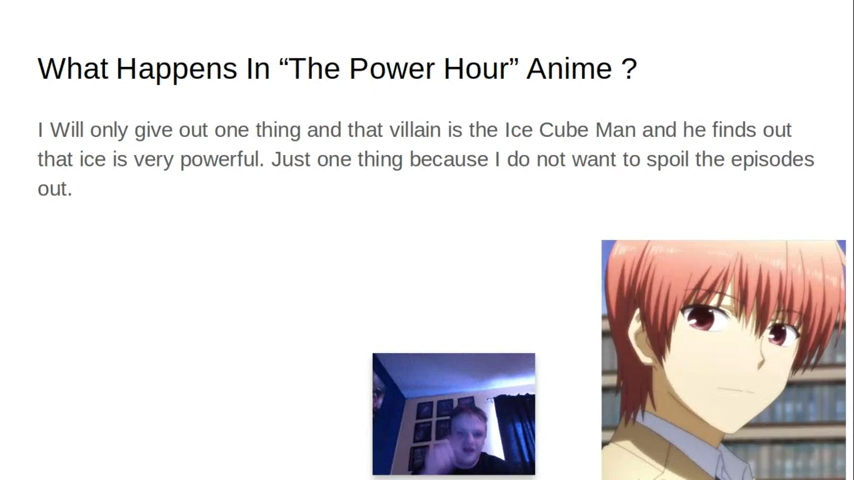 What Happens In “The Power Hour” Anime ?
I Will only give out one thing and that villain is the Ice Cube Man and he finds out
that ice is very powerful. Just one thing because I do not want to spoil the episodes
out.